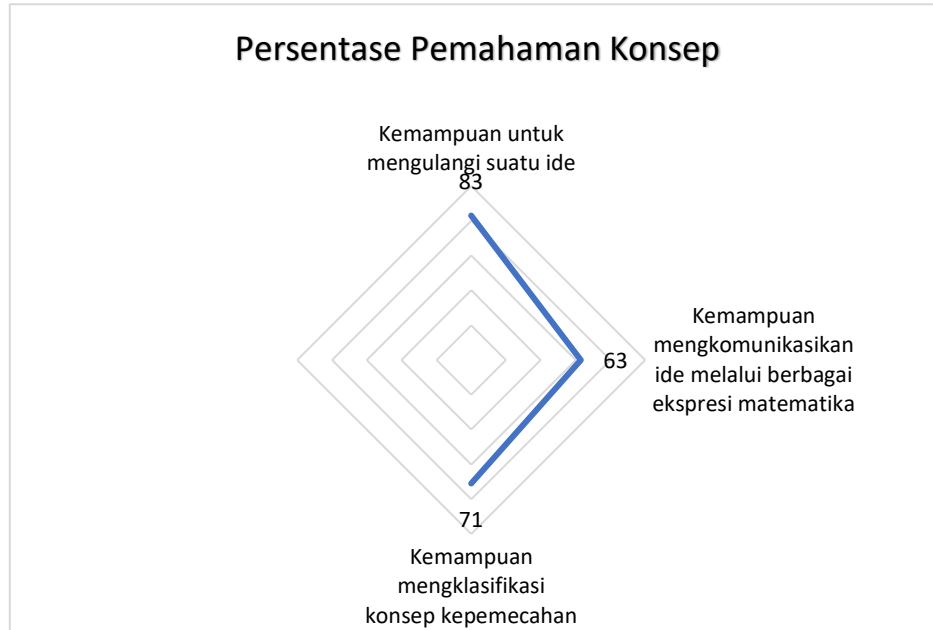 Persentase Pemahaman Konsep
Kemampuan untuk
mengulangi suatu ide
83
Kemampuan
mengkomunikasikan
ide melalui berbagai
ekspresi matematika
63
71
Kemampuan
mengklasifikasi
konsep kepemecahan